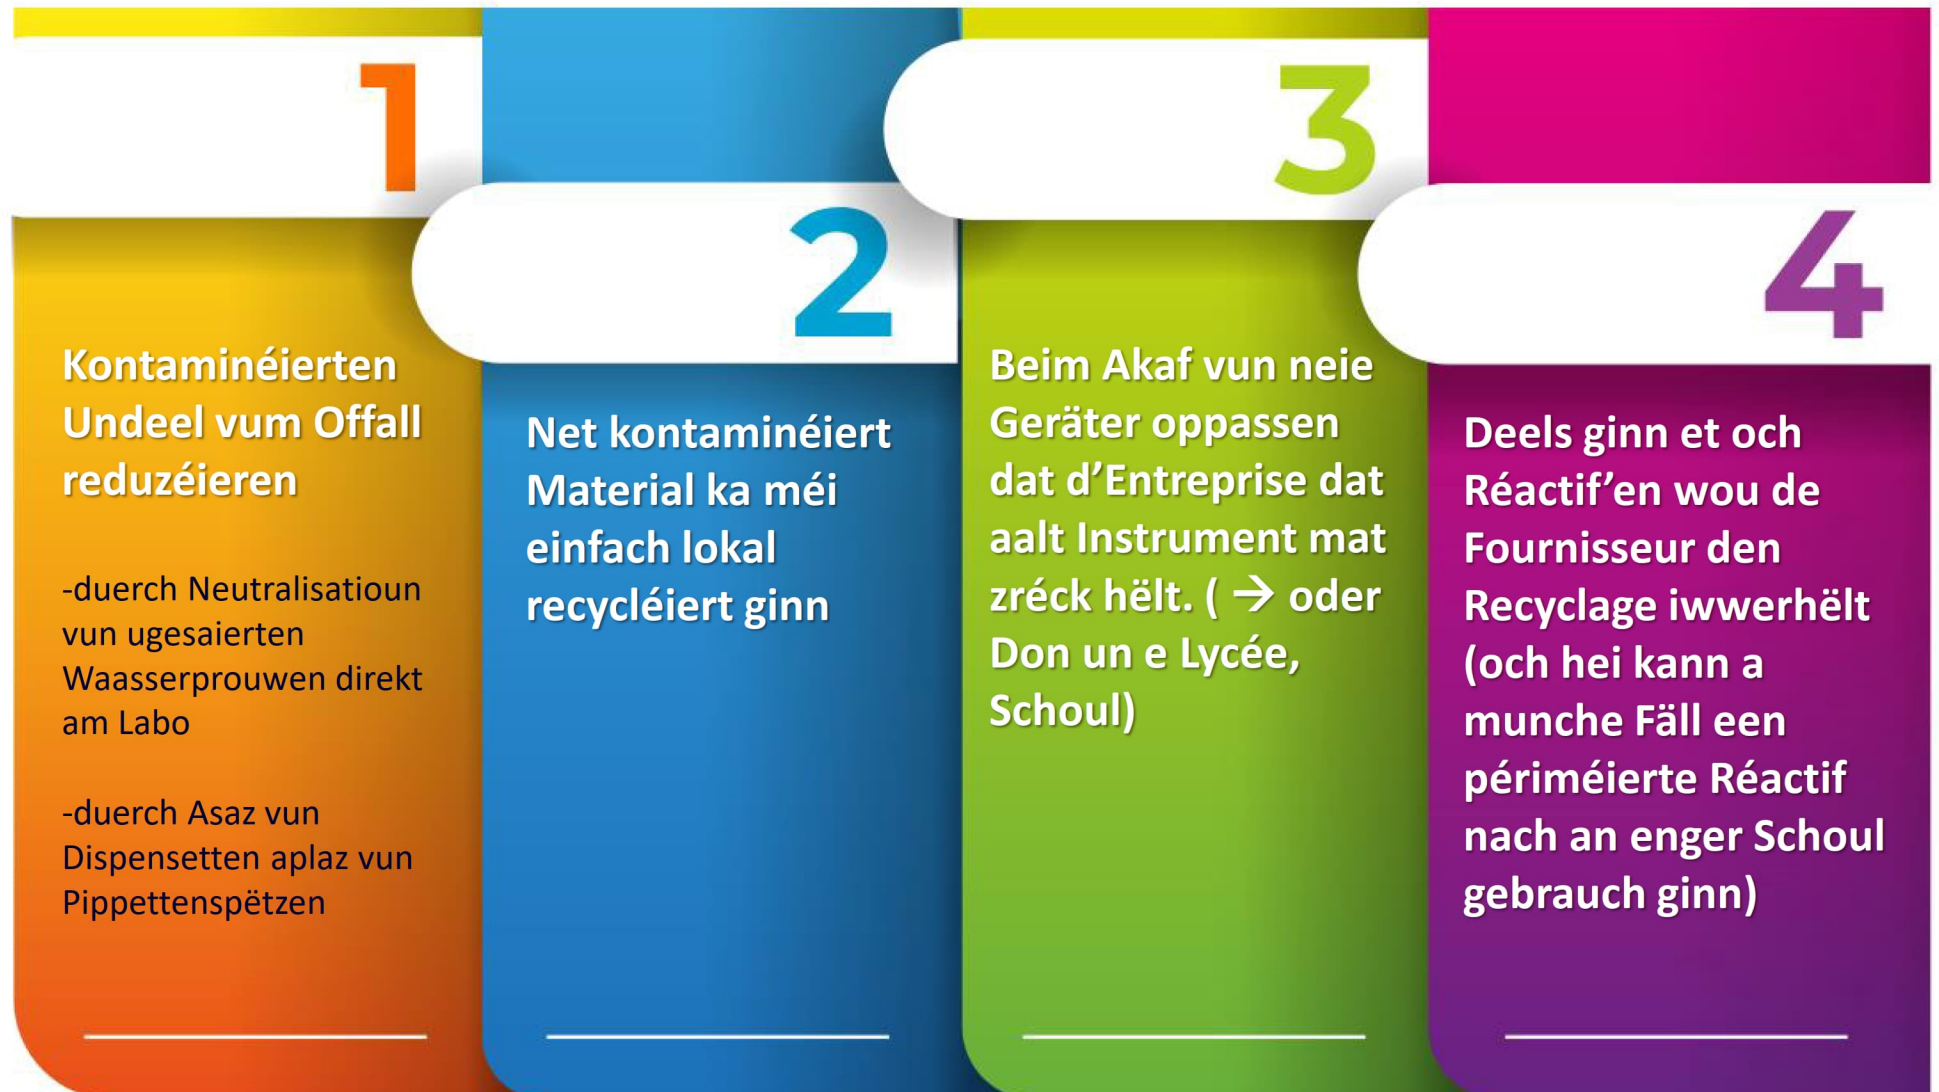 1
Kontaminéierten
Undeel vum Offall
reduzéieren
-duerch Neutralisatioun
vun ugesaierten
Waasserprouwen direkt
am Labo
-duerch Asaz vun
Dispensetten aplaz vun
Pippettenspëtzen
2
Net kontaminéiert
Material ka méi
einfach lokal
recycléiert ginn
3
Beim Akaf vun neie
Geräter oppassen
dat d’Entreprise dat
aalt Instrument mat
zréck hëlt. ( → oder
Don un e Lycée,
Schoul)
4
Deels ginn et och
Réactif’en wou de
Fournisseur den
Recyclage iwwerhëlt
(och hei kann a
munche Fäll een
périméierte Réactif
nach an enger Schoul
gebrauch ginn)